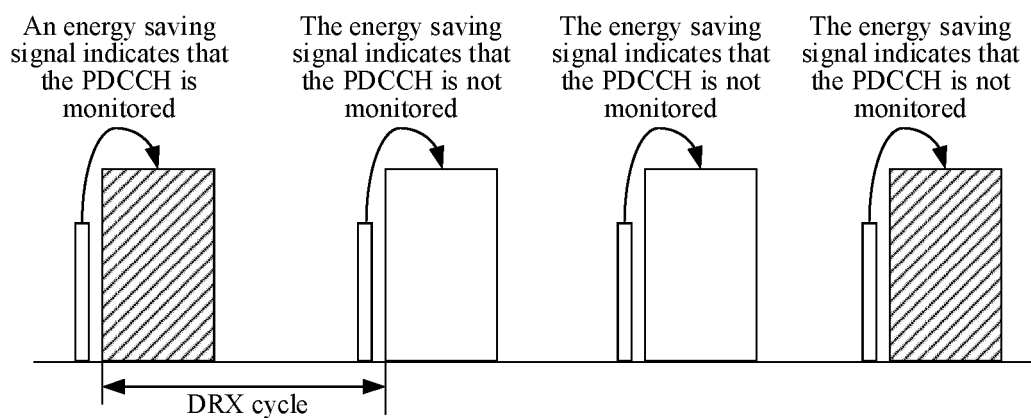 An energy saving
signal indicates that
the PDCCH is
monitored
The energy saving
signal indicates that
the PDCCH is not
monitored
The energy saving
signal indicates that
the PDCCH is not
monitored
The energy saving
signal indicates that
the PDCCH is
monitored
DRX cycle